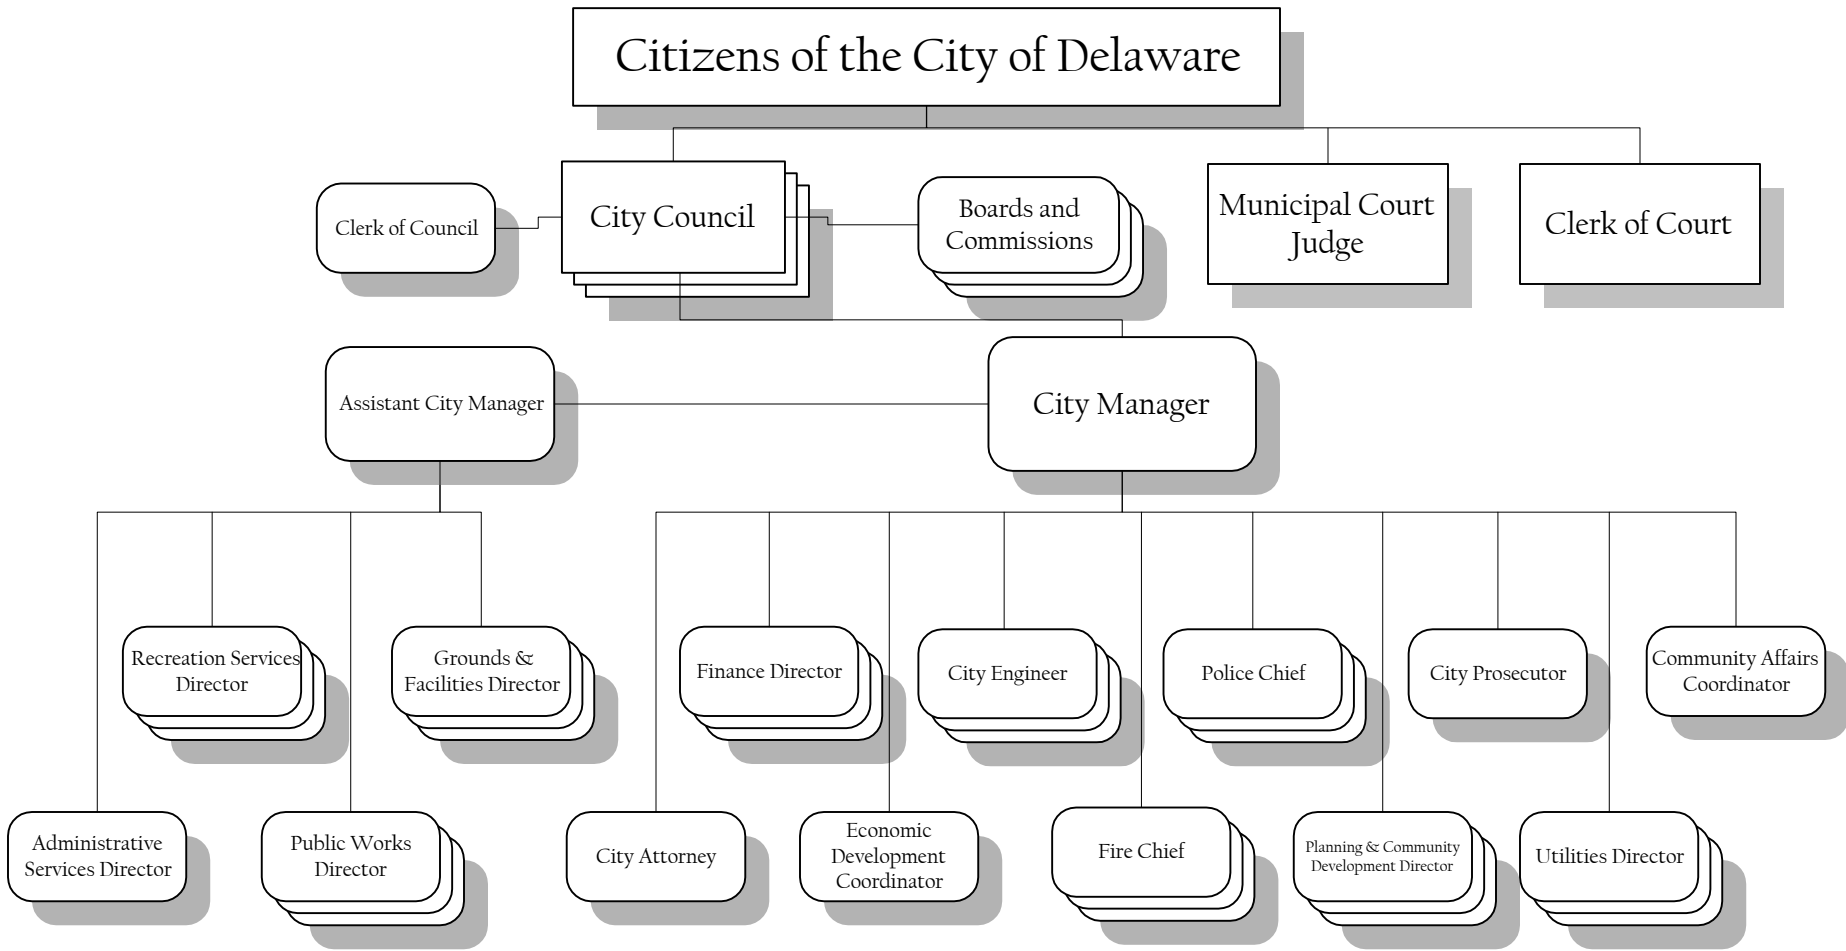 Citizens of the City of Delaware
Clerk of Council
City Council
Boards and
Commissions
Municipal Court
Judge
Clerk of Court
Assistant City Manager
City Manager
Recreation Services
Director
Grounds &
Facilities Director
Finance Director
City Engineer
Police Chief
City Prosecutor
Community Affairs
Coordinator
Administrative
Services Director
Public Works
Director
City Attorney
Economic
Development
Coordinator
Fire Chief
Planning & Community
Development Director
Utilities Director